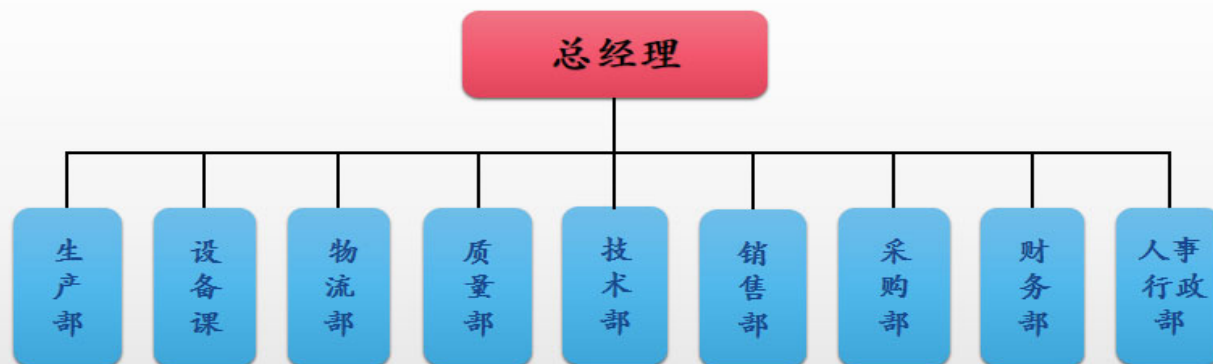 总经理
生产部
设备课
物流部
质量部
技术部
销售部
采购部
财务部
人事行政部